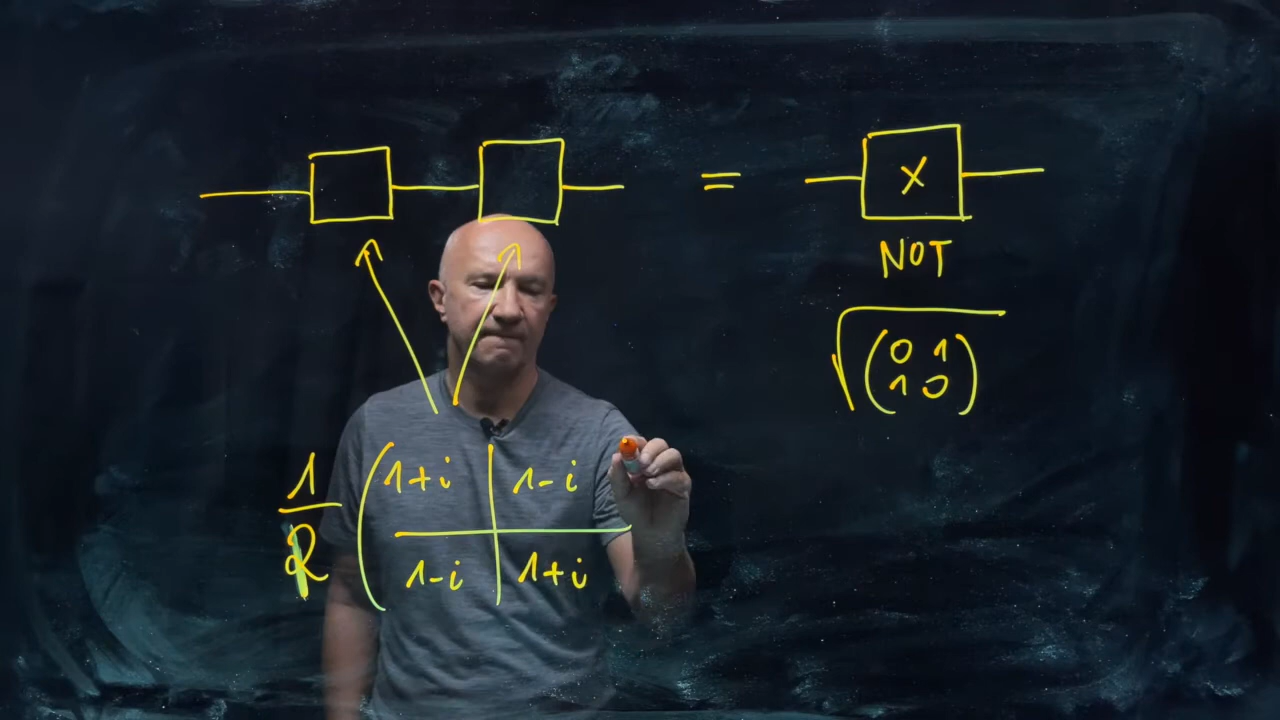 = X
NOT
√(0 1
1 0)
1/2 (1+i | 1-i
1-i | 1+i